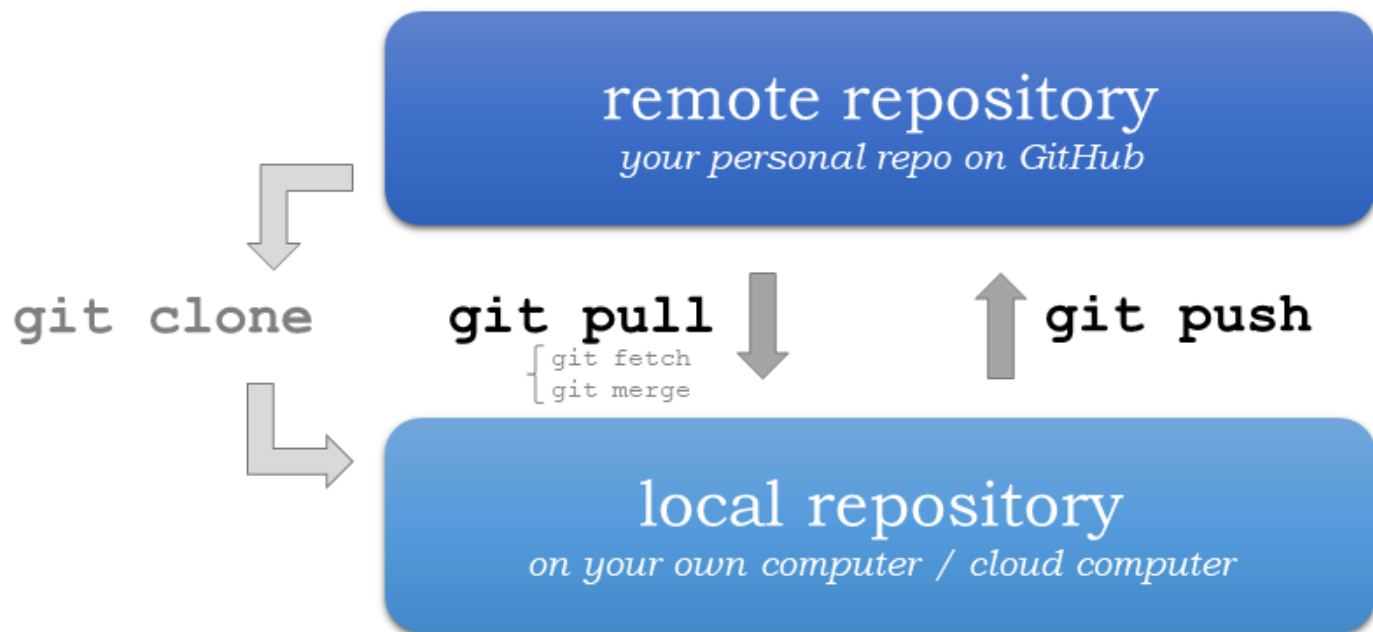 remote repository
your personal repo on GitHub
git clone
git pull
git fetch
git merge
git push
local repository
on your own computer / cloud computer